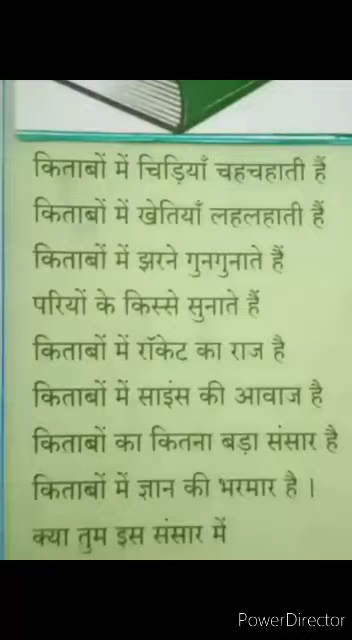 किताबों में चिड़ियाँ चहचहाती हैं
किताबों में खेतियाँ लहलहाती हैं
किताबों में झरने गुनगुनाते हैं
परियों के किस्से सुनाते हैं
किताबों में रॉकेट का राज है
किताबों में साइंस की आवाज है
किताबों का कितना बड़ा संसार है
किताबों में ज्ञान की भरमार है ।
क्या तुम इस संसार में
PowerDirector